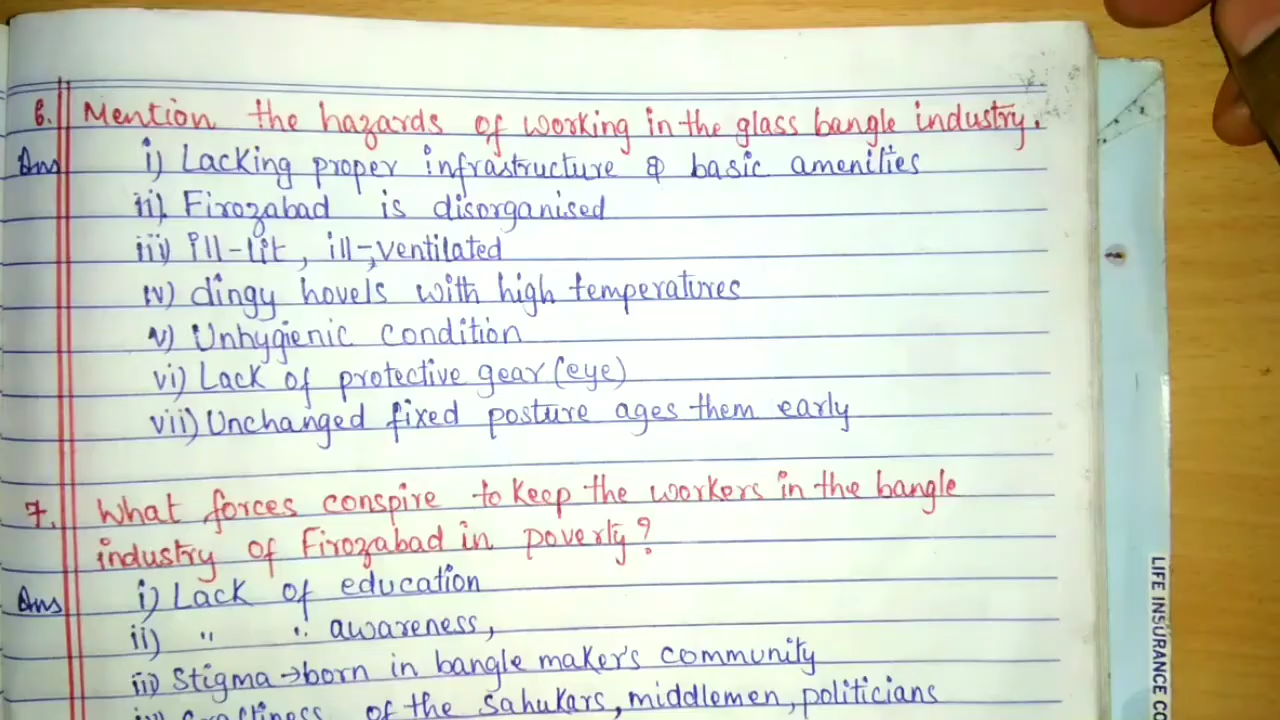 6. Mention the hazards of working in the glass bangle industry.
Ans i) Lacking proper infrastructure & basic amenities
ii) Firozabad is disorganised
iii) ill-lit, ill-ventilated
iv) dingy hovels with high temperatures
v) Unhygienic condition
vi) Lack of protective gear (eye)
vii) Unchanged fixed posture ages them early
7. What forces conspire to keep the workers in the bangle
industry of Firozabad in poverty?
Ans i) Lack of education
ii) " " awareness,
iii) Stigma → born in bangle maker's community
of the sahukars, middlemen, politicians
LIFE INSURANCE CO